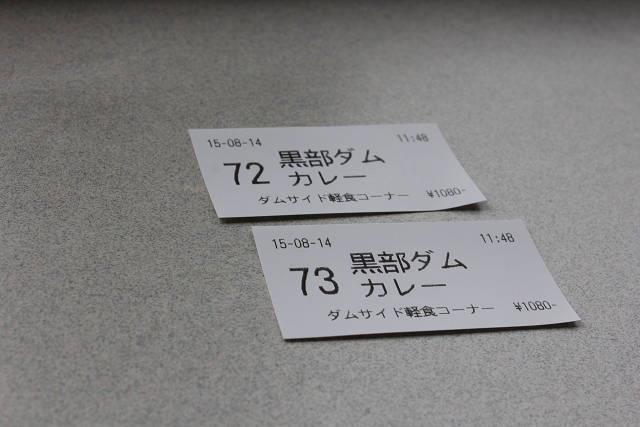 15-08-14 11:48
72 黒部ダム
カレー
ダムサイド軽食コーナー ¥1080-
15-08-14 11:48
73 黒部ダム
カレー
ダムサイド軽食コーナー ¥1080-